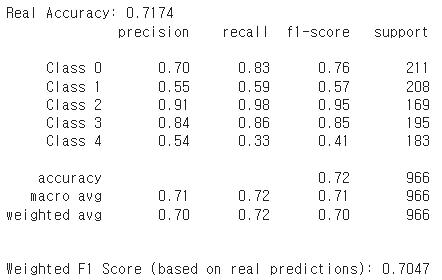 Real Accuracy: 0.7174
precision recall f1-score support
Class 0 0.70 0.83 0.76 211
Class 1 0.55 0.59 0.57 208
Class 2 0.91 0.98 0.95 169
Class 3 0.84 0.86 0.85 195
Class 4 0.54 0.33 0.41 183
accuracy 0.72 966
macro avg 0.71 0.72 0.71 966
weighted avg 0.70 0.72 0.70 966
Weighted F1 Score (based on real predictions): 0.7047